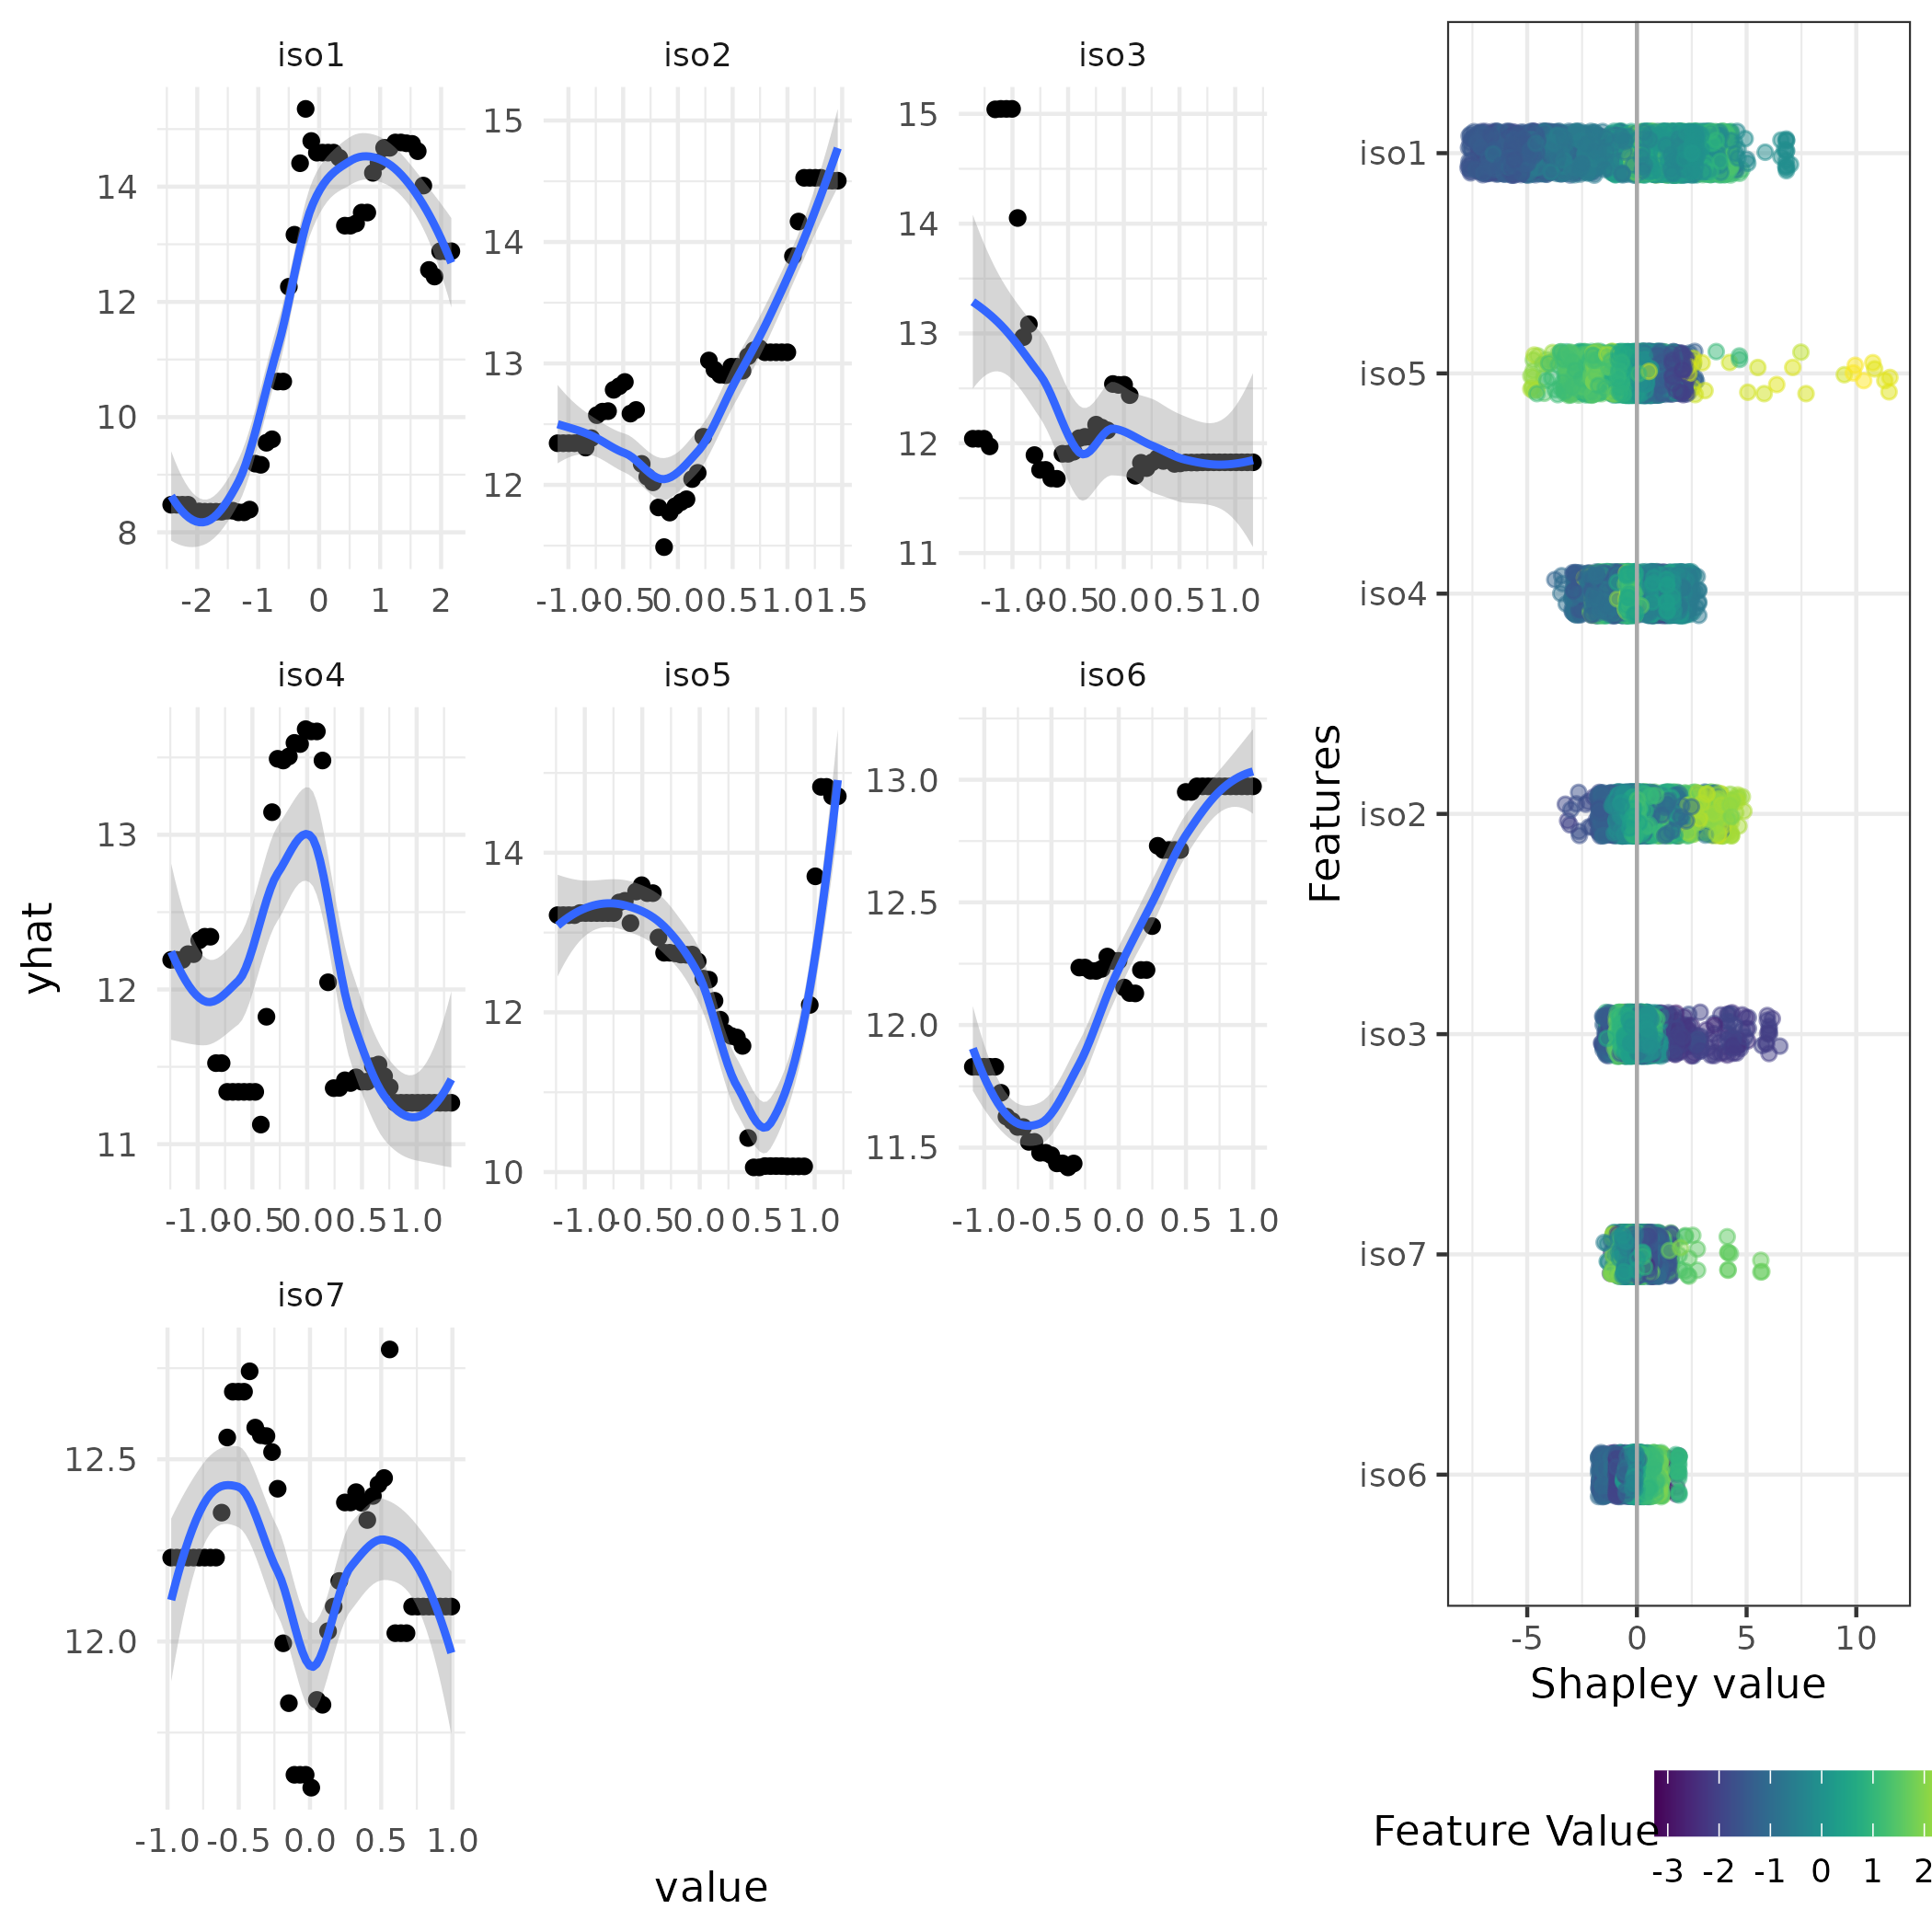 iso1 iso2 iso3
15
14
12
10
8
15
14
13
12
15
14
13
12
11
-2 -1 0 1 2
-1.0 -0.5 0.0 0.5 1.0 1.5
-1.0 -0.5 0.0 0.5 1.0
iso4 iso5 iso6
yhat
13
12
11
14
12
10
13.0
12.5
12.0
11.5
-1.0 -0.5 0.0 0.5 1.0
-1.0 -0.5 0.0 0.5 1.0
-1.0 -0.5 0.0 0.5 1.0
iso7
12.5
12.0
-1.0 -0.5 0.0 0.5 1.0
value
Features
iso1
iso5
iso4
iso2
iso3
iso7
iso6
-5 0 5 10
Shapley value
Feature Value
-3 -2 -1 0 1 2